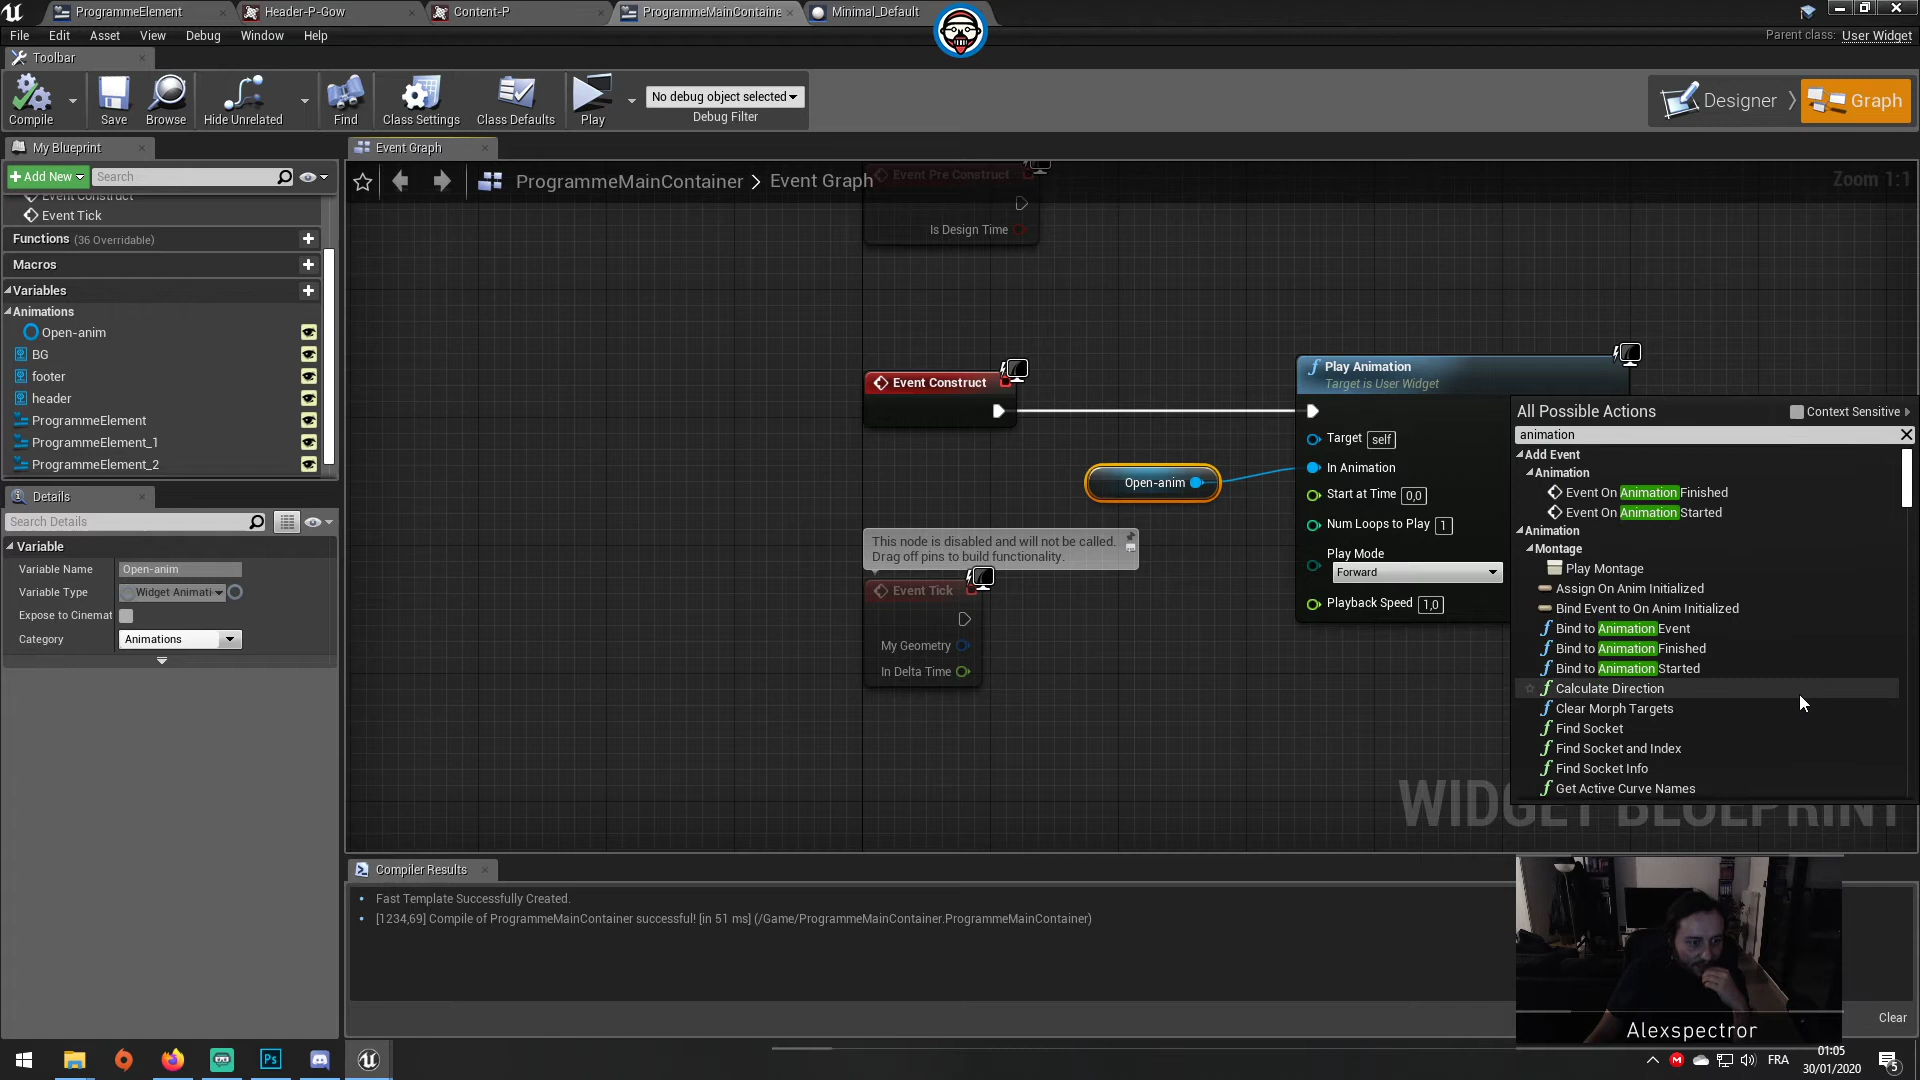 ProgrammeElement
Header-P-Gow
Content-P
ProgrammeMainContaine
Minimal_Default
File Edit Asset View Debug Window Help
Parent class: User Widget
Toolbar
Compile
Save
Browse
Hide Unrelated
Find
Class Settings
Class Defaults
Play
No debug object selected
Debug Filter
Designer
Graph
My Blueprint
Event Graph
+ Add New
Search
ProgrammeMainContainer > Event Graph
Zoom 1:1
Event Construct
Event Tick
Functions (36 Overridable)
Macros
Variables
Animations
Open-anim
BG
footer
header
ProgrammeElement
ProgrammeElement_1
ProgrammeElement_2
Details
Search Details
Variable
Variable Name Open-anim
Variable Type Widget Animati
Expose to Cinemat
Category Animations
Event Pre Construct
Is Design Time
Event Construct
Open-anim
This node is disabled and will not be called.
Drag off pins to build functionality.
Event Tick
My Geometry
In Delta Time
Play Animation
Target is User Widget
Target self
In Animation
Start at Time 0,0
Num Loops to Play 1
Play Mode
Forward
Playback Speed 1,0
All Possible Actions
Context Sensitive
animation
Add Event
Animation
Event On Animation Finished
Event On Animation Started
Animation
Montage
Play Montage
Assign On Anim Initialized
Bind Event to On Anim Initialized
Bind to Animation Event
Bind to Animation Finished
Bind to Animation Started
Calculate Direction
Clear Morph Targets
Find Socket
Find Socket and Index
Find Socket Info
Get Active Curve Names
WIDGET BLUEPRINT
Compiler Results
Fast Template Successfully Created.
[1234,69] Compile of ProgrammeMainContainer successful! [in 51 ms] (/Game/ProgrammeMainContainer.ProgrammeMainContainer)
Clear
Alexspectror
Ps
FRA
01:05
30/01/2020
5